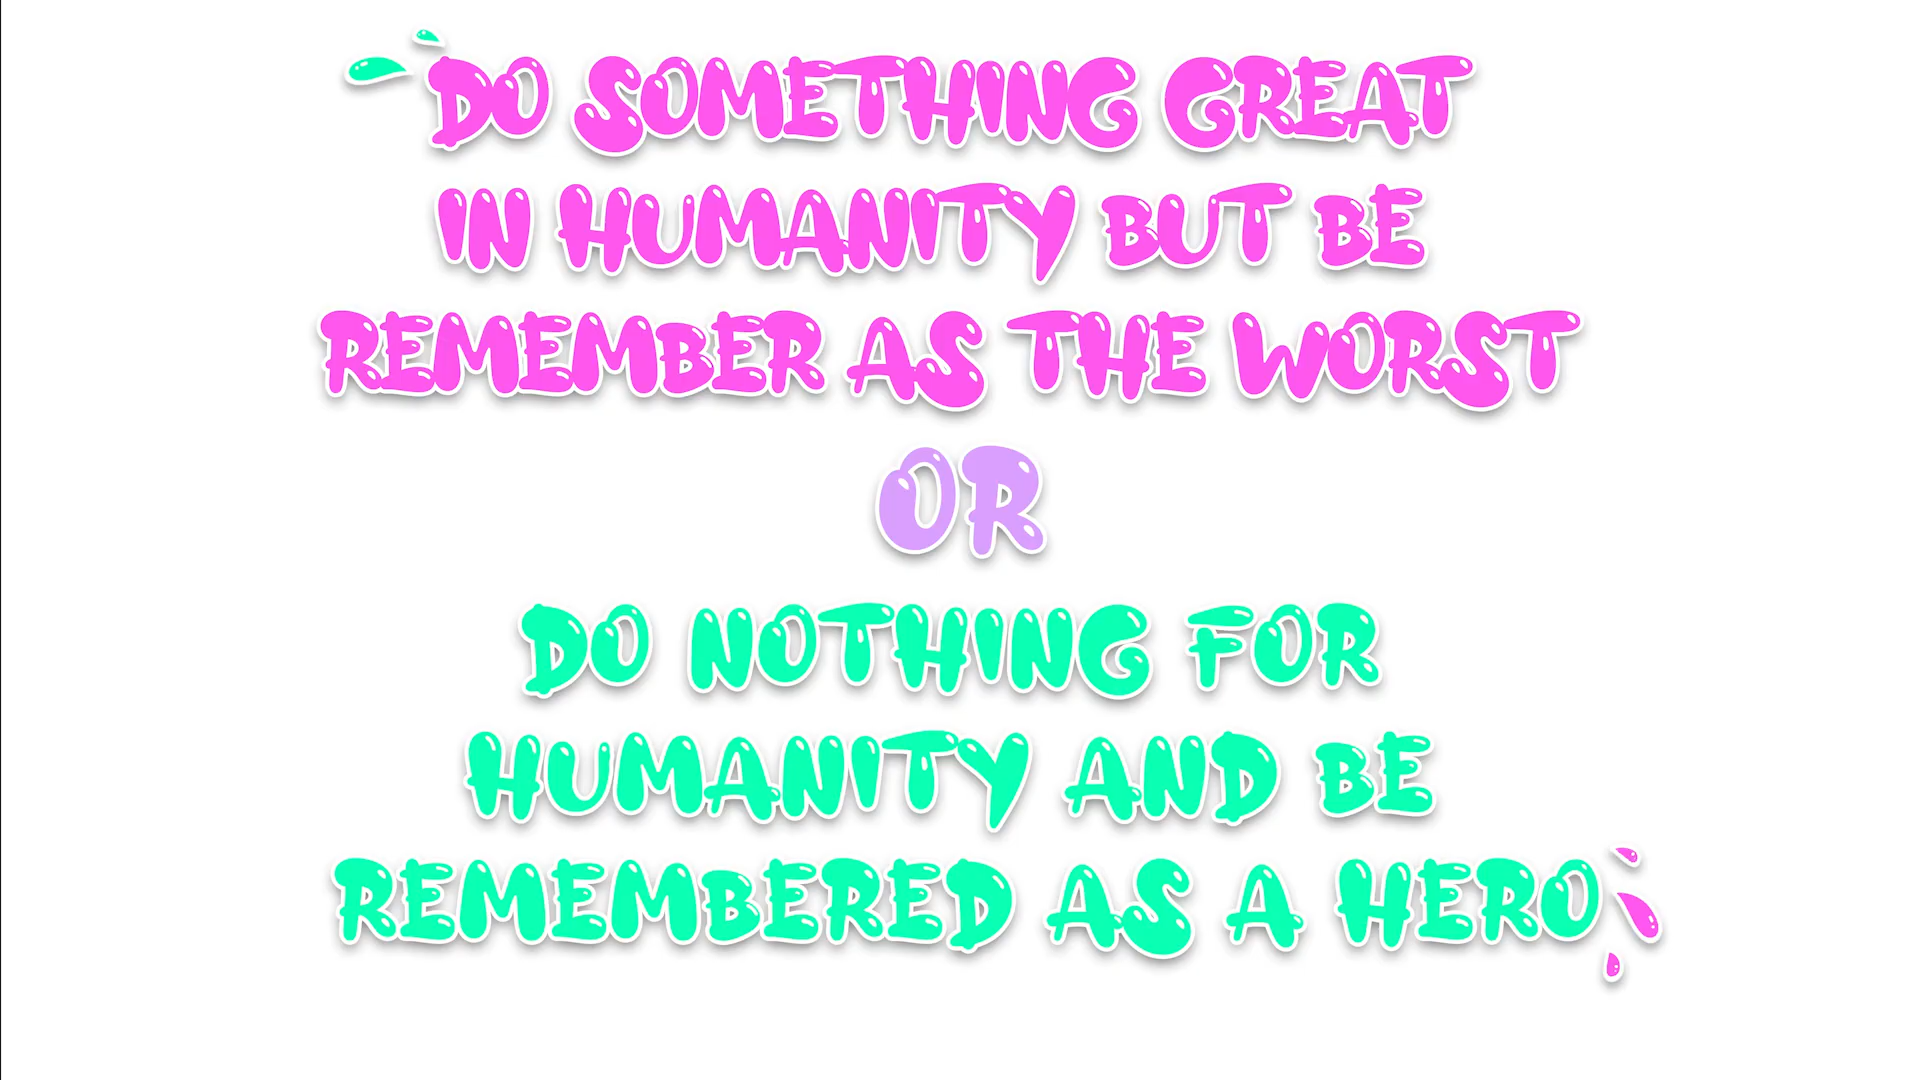 DO SOMETHING GREAT
IN HUMANITY BUT BE
REMEMBER AS THE WORST
OR
DO NOTHING FOR
HUMANITY AND BE
REMEMBERED AS A HERO